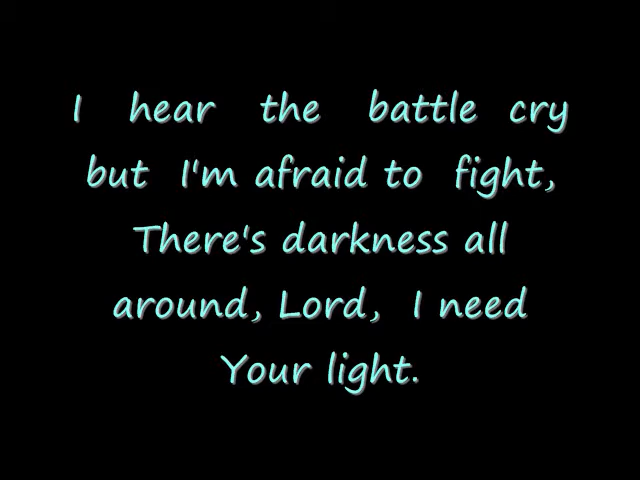 I hear the battle cry
but I'm afraid to fight,
There's darkness all
around, Lord, I need
Your light.